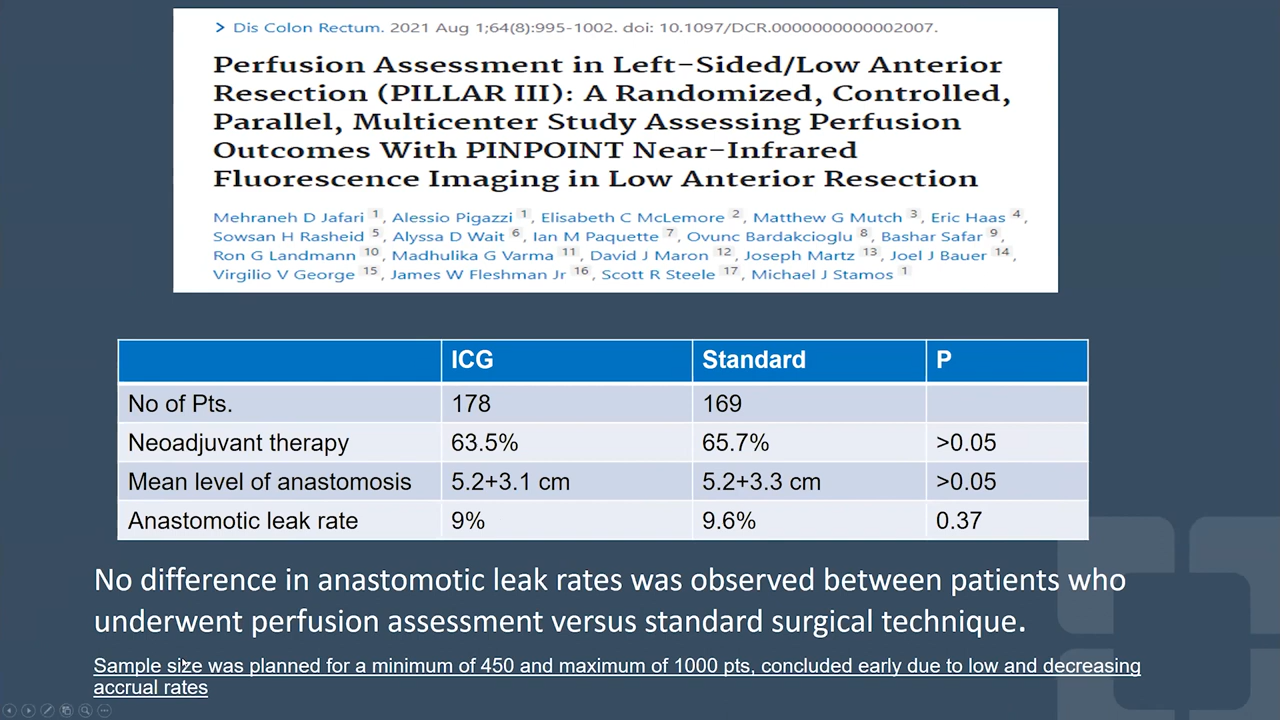 > Dis Colon Rectum. 2021 Aug 1;64(8):995-1002. doi: 10.1097/DCR.0000000000002007.
Perfusion Assessment in Left-Sided/Low Anterior
Resection (PILLAR III): A Randomized, Controlled,
Parallel, Multicenter Study Assessing Perfusion
Outcomes With PINPOINT Near-Infrared
Fluorescence Imaging in Low Anterior Resection
Mehraneh D Jafari 1, Alessio Pigazzi 1, Elisabeth C McLemore 2, Matthew G Mutch 3, Eric Haas 4,
Sowsan H Rasheid 5, Alyssa D Wait 6, Ian M Paquette 7, Ovunc Bardakcioglu 8, Bashar Safar 9,
Ron G Landmann 10, Madhulika G Varma 11, David J Maron 12, Joseph Martz 13, Joel J Bauer 14,
Virgilio V George 15, James W Fleshman Jr 16, Scott R Steele 17, Michael J Stamos 1
ICG Standard P
No of Pts. 178 169
Neoadjuvant therapy 63.5% 65.7% >0.05
Mean level of anastomosis 5.2+3.1 cm 5.2+3.3 cm >0.05
Anastomotic leak rate 9% 9.6% 0.37
No difference in anastomotic leak rates was observed between patients who
underwent perfusion assessment versus standard surgical technique.
Sample size was planned for a minimum of 450 and maximum of 1000 pts, concluded early due to low and decreasing
accrual rates